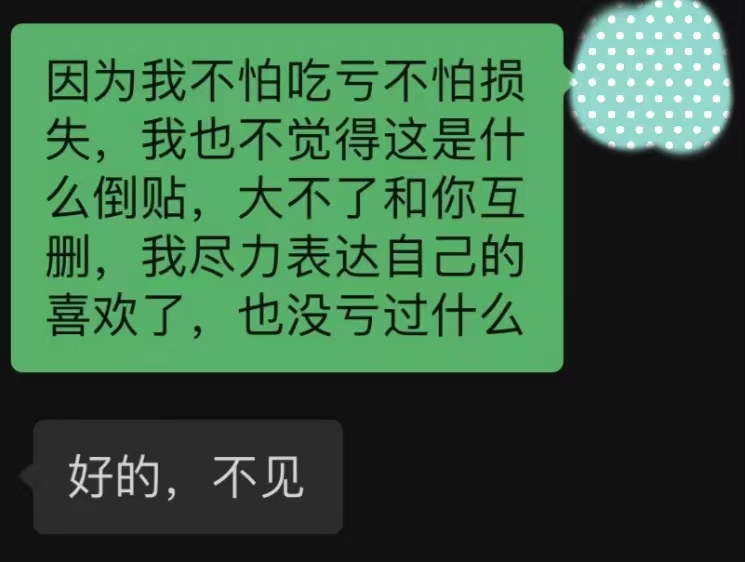 因为我不怕吃亏不怕损
失，我也不觉得这是什
么倒贴，大不了和你互
删，我尽力表达自己的
喜欢了，也没亏过什么
好的，不见